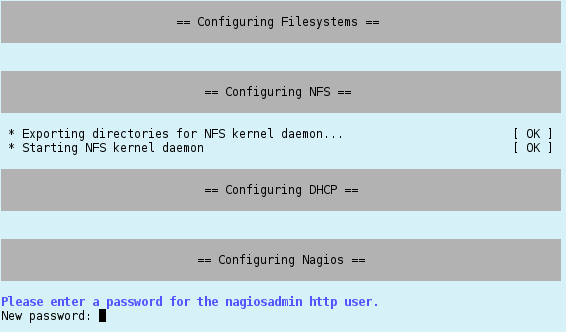 == Configuring Filesystems ==
== Configuring NFS ==
* Exporting directories for NFS kernel daemon... [ OK ]
* Starting NFS kernel daemon [ OK ]
== Configuring DHCP ==
== Configuring Nagios ==
Please enter a password for the nagiosadmin http user.
New password: